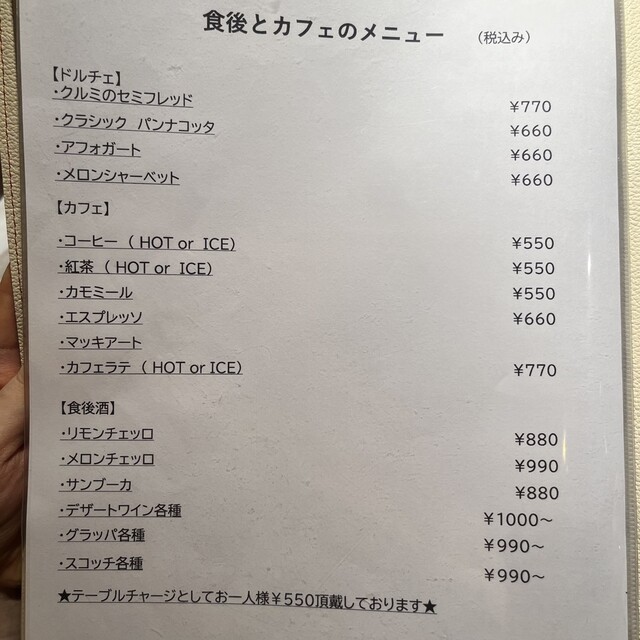 食後とカフェのメニュー （税込み）
【ドルチェ】
・クルミのセミフレッド ¥770
・クラシック パンナコッタ ¥660
・アフォガート ¥660
・メロンシャーベット ¥660
【カフェ】
・コーヒー （ HOT or ICE） ¥550
・紅茶 （ HOT or ICE） ¥550
・カモミール ¥550
・エスプレッソ ¥660
・マッキアート
・カフェラテ （ HOT or ICE） ¥770
【食後酒】
・リモンチェッロ ¥880
・メロンチェッロ ¥990
・サンブーカ ¥880
・デザートワイン各種 ¥1000～
・グラッパ各種 ¥990～
・スコッチ各種 ¥990～
★テーブルチャージとしてお一人様¥550頂戴しております★